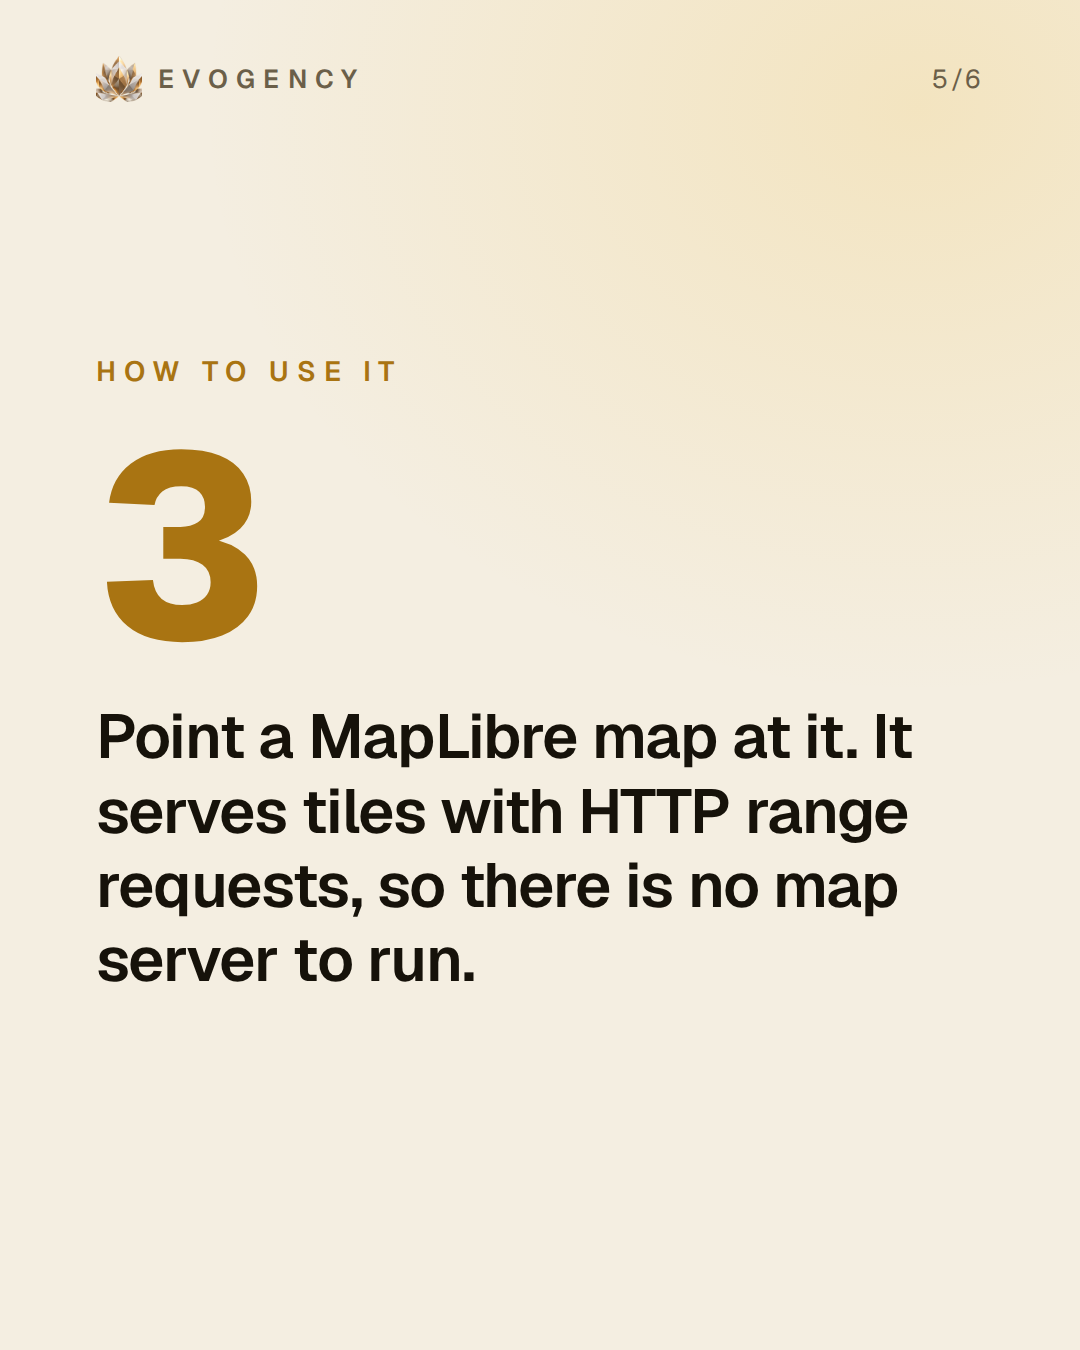 EVOGENCY
5/6
HOW TO USE IT
3
Point a MapLibre map at it. It
serves tiles with HTTP range
requests, so there is no map
server to run.